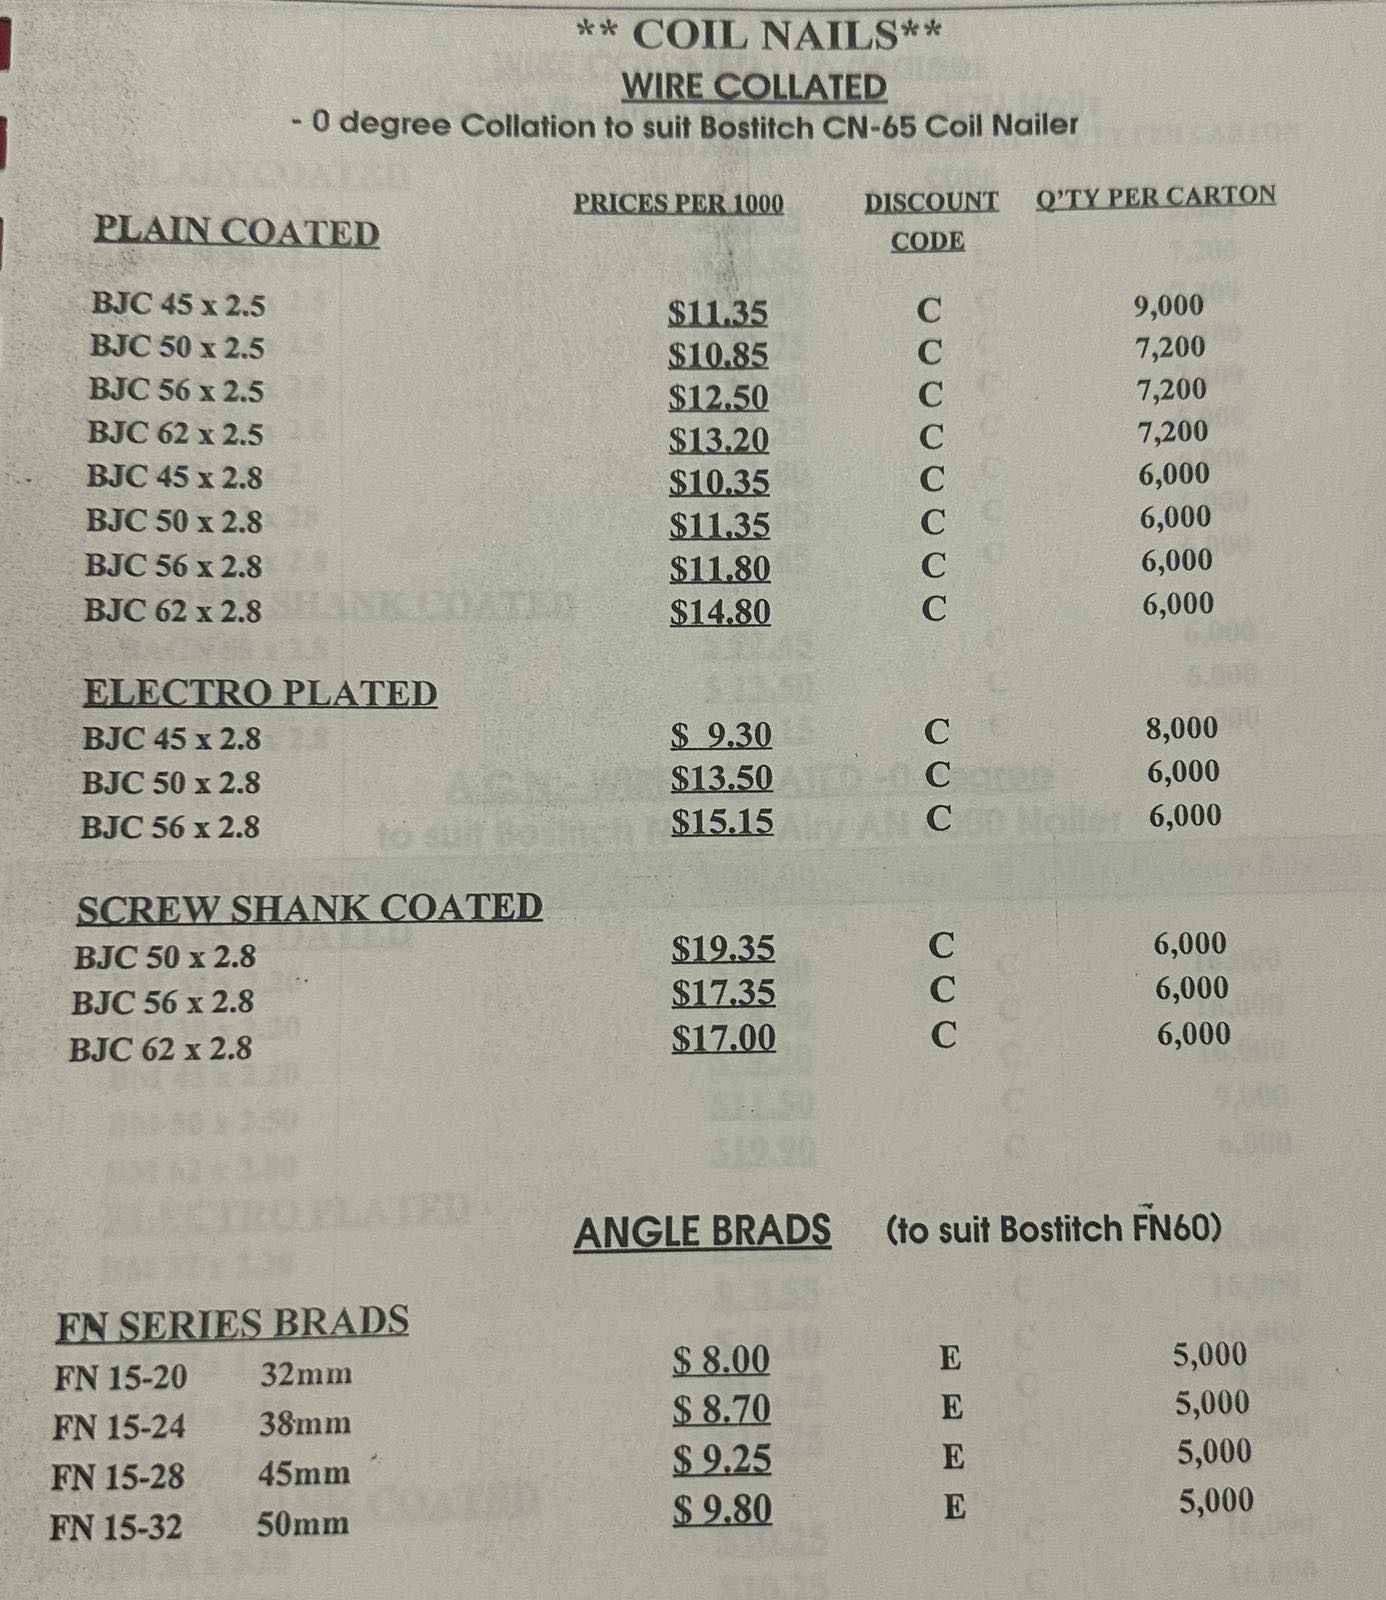 ** COIL NAILS**
WIRE COLLATED
- 0 degree Collation to suit Bostitch CN-65 Coil Nailer
PRICES PER 1000 DISCOUNT Q'TY PER CARTON
PLAIN COATED CODE
BJC 45 x 2.5 $11.35 C 9,000
BJC 50 x 2.5 $10.85 C 7,200
BJC 56 x 2.5 $12.50 C 7,200
BJC 62 x 2.5 $13.20 C 7,200
BJC 45 x 2.8 $10.35 C 6,000
BJC 50 x 2.8 $11.35 C 6,000
BJC 56 x 2.8 $11.80 C 6,000
BJC 62 x 2.8 $14.80 C 6,000
ELECTRO PLATED
BJC 45 x 2.8 $ 9.30 C 8,000
BJC 50 x 2.8 $13.50 C 6,000
BJC 56 x 2.8 $15.15 C 6,000
SCREW SHANK COATED
BJC 50 x 2.8 $19.35 C 6,000
BJC 56 x 2.8 $17.35 C 6,000
BJC 62 x 2.8 $17.00 C 6,000
ANGLE BRADS (to suit Bostitch FN60)
FN SERIES BRADS
FN 15-20 32mm $ 8.00 E 5,000
FN 15-24 38mm $ 8.70 E 5,000
FN 15-28 45mm $ 9.25 E 5,000
FN 15-32 50mm $ 9.80 E 5,000